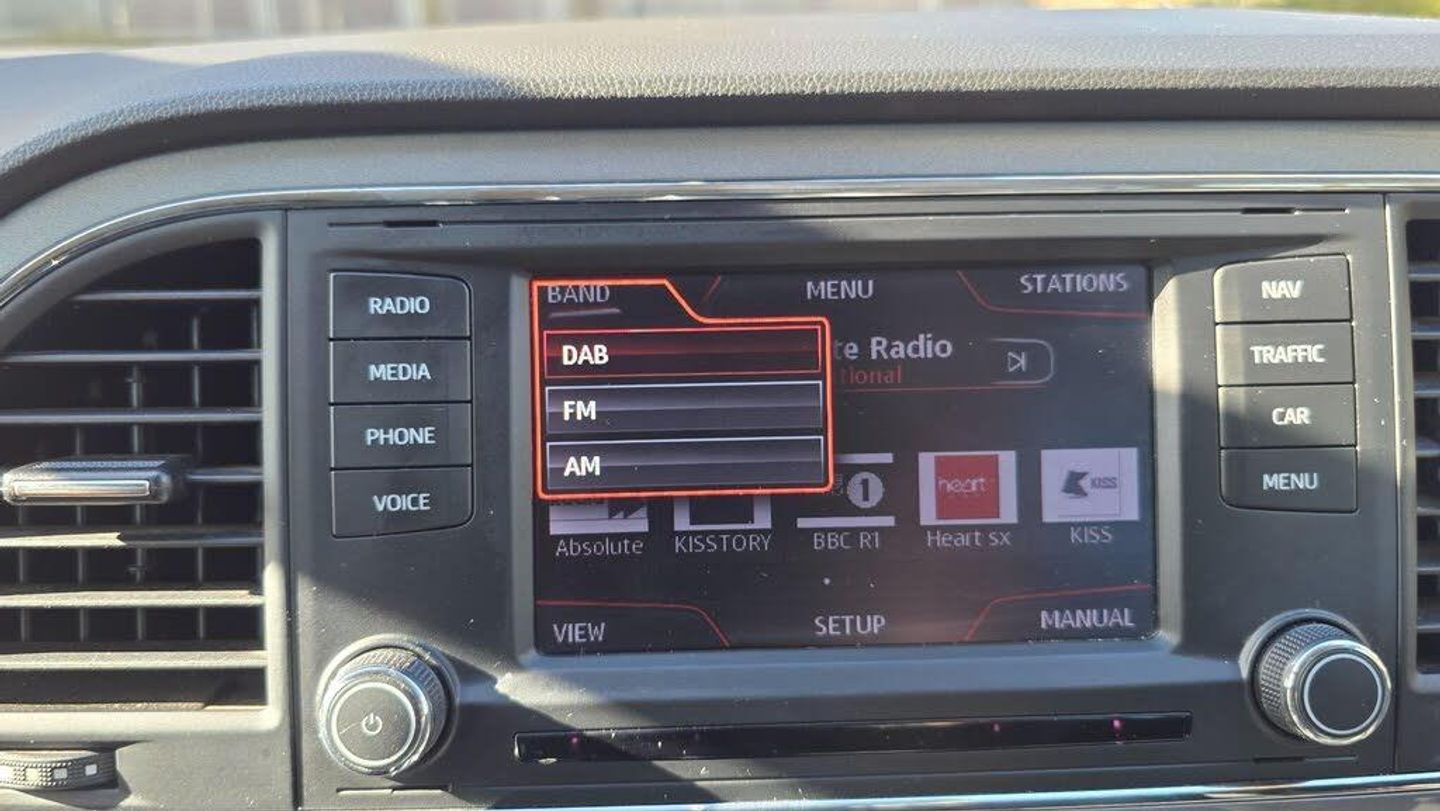 RADIO
MEDIA
PHONE
VOICE
BAND
MENU
STATIONS
DAB
FM
AM
te Radio
tional
1
heart
KISS
Absolute
KISSTORY
BBC R1
Heart sx
KISS
VIEW
SETUP
MANUAL
NAV
TRAFFIC
CAR
MENU